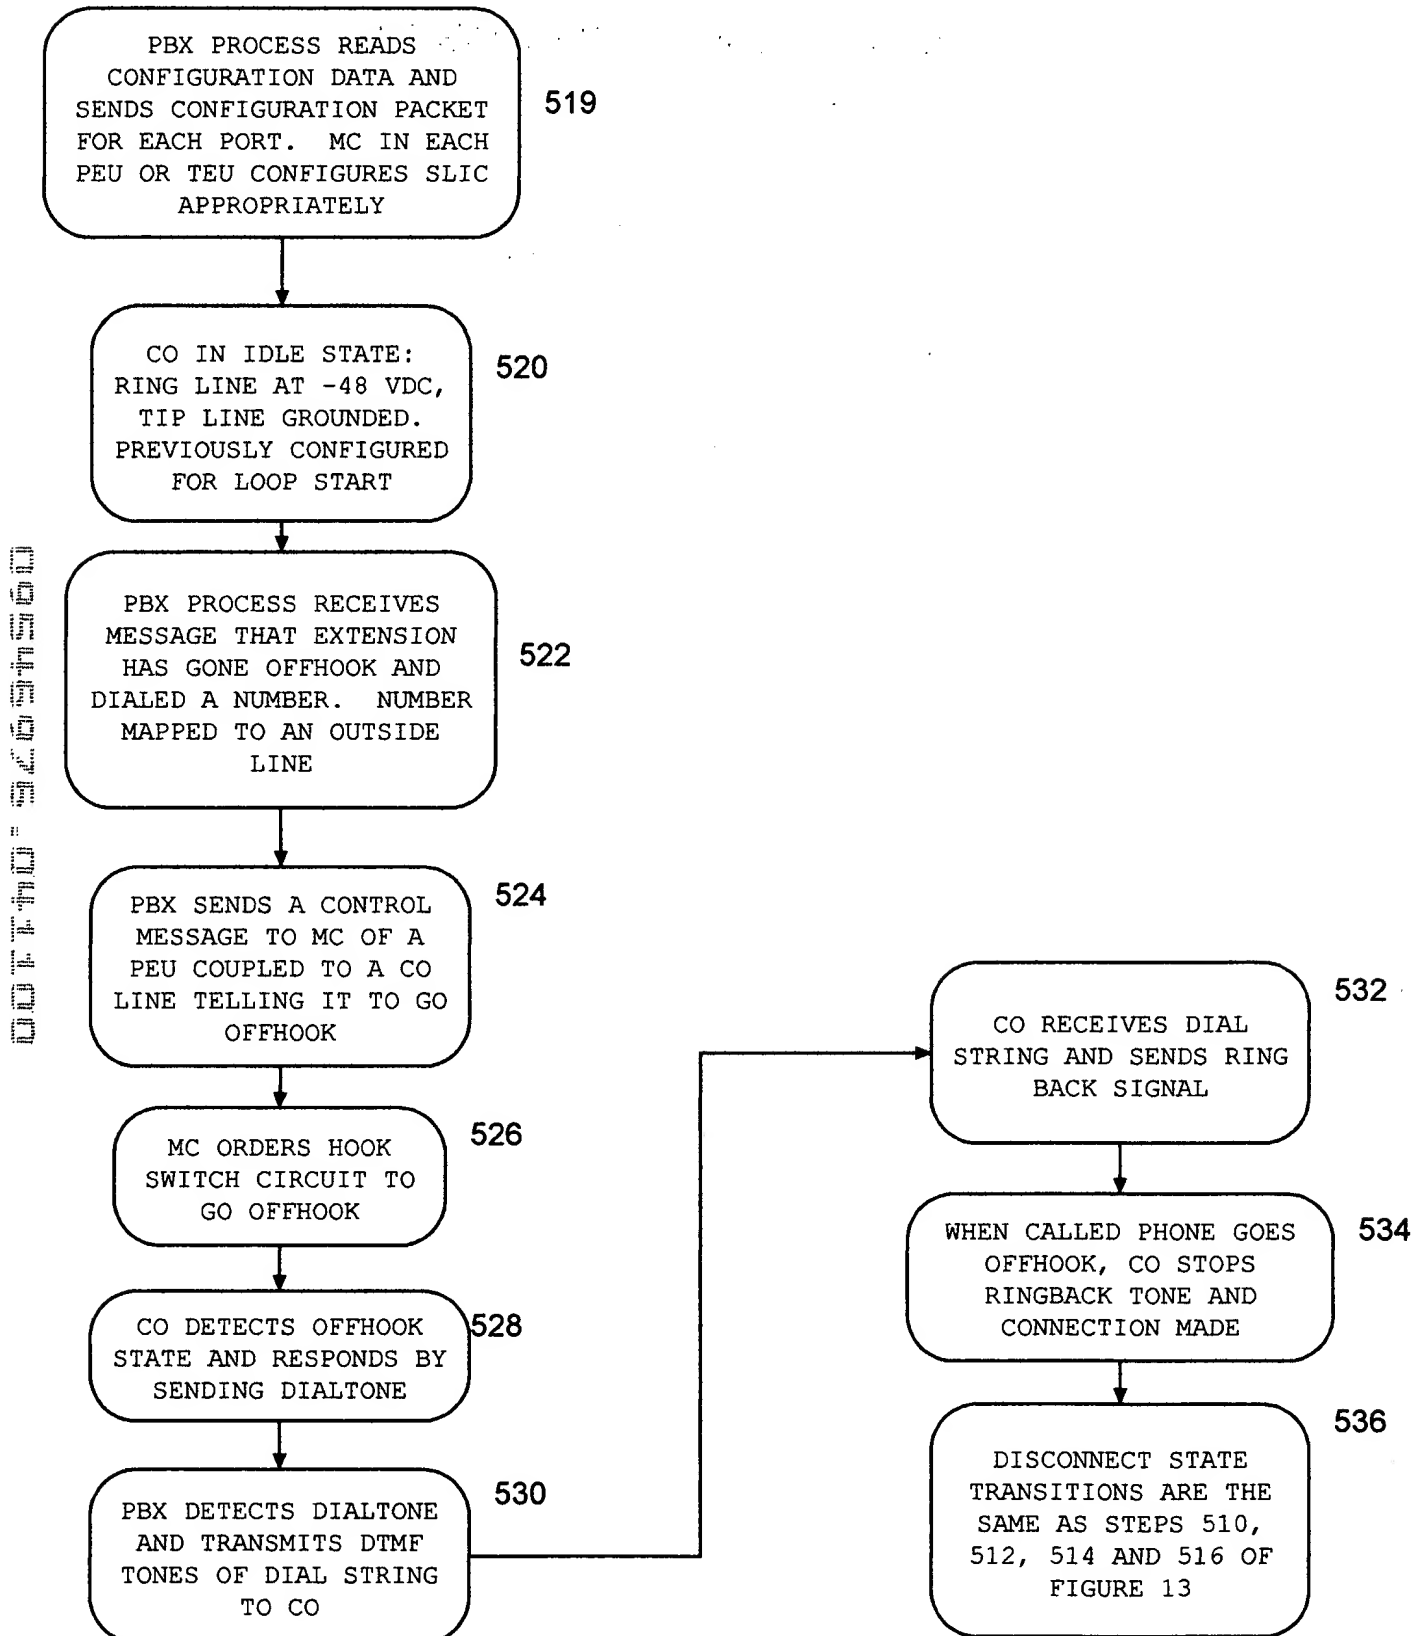 PBX PROCESS READS
CONFIGURATION DATA AND
SENDS CONFIGURATION PACKET
FOR EACH PORT. MC IN EACH
PEU OR TEU CONFIGURES SLIC
APPROPRIATELY
519
CO IN IDLE STATE:
RING LINE AT -48 VDC,
TIP LINE GROUNDED.
PREVIOUSLY CONFIGURED
FOR LOOP START
520
PBX PROCESS RECEIVES
MESSAGE THAT EXTENSION
HAS GONE OFFHOOK AND
DIALED A NUMBER. NUMBER
MAPPED TO AN OUTSIDE
LINE
522
PBX SENDS A CONTROL
MESSAGE TO MC OF A
PEU COUPLED TO A CO
LINE TELLING IT TO GO
OFFHOOK
524
MC ORDERS HOOK
SWITCH CIRCUIT TO
GO OFFHOOK
526
CO DETECTS OFFHOOK
STATE AND RESPONDS BY
SENDING DIALTONE
528
PBX DETECTS DIALTONE
AND TRANSMITS DTMF
TONES OF DIAL STRING
TO CO
530
CO RECEIVES DIAL
STRING AND SENDS RING
BACK SIGNAL
532
WHEN CALLED PHONE GOES
OFFHOOK, CO STOPS
RINGBACK TONE AND
CONNECTION MADE
534
DISCONNECT STATE
TRANSITIONS ARE THE
SAME AS STEPS 510,
512, 514 AND 516 OF
FIGURE 13
536